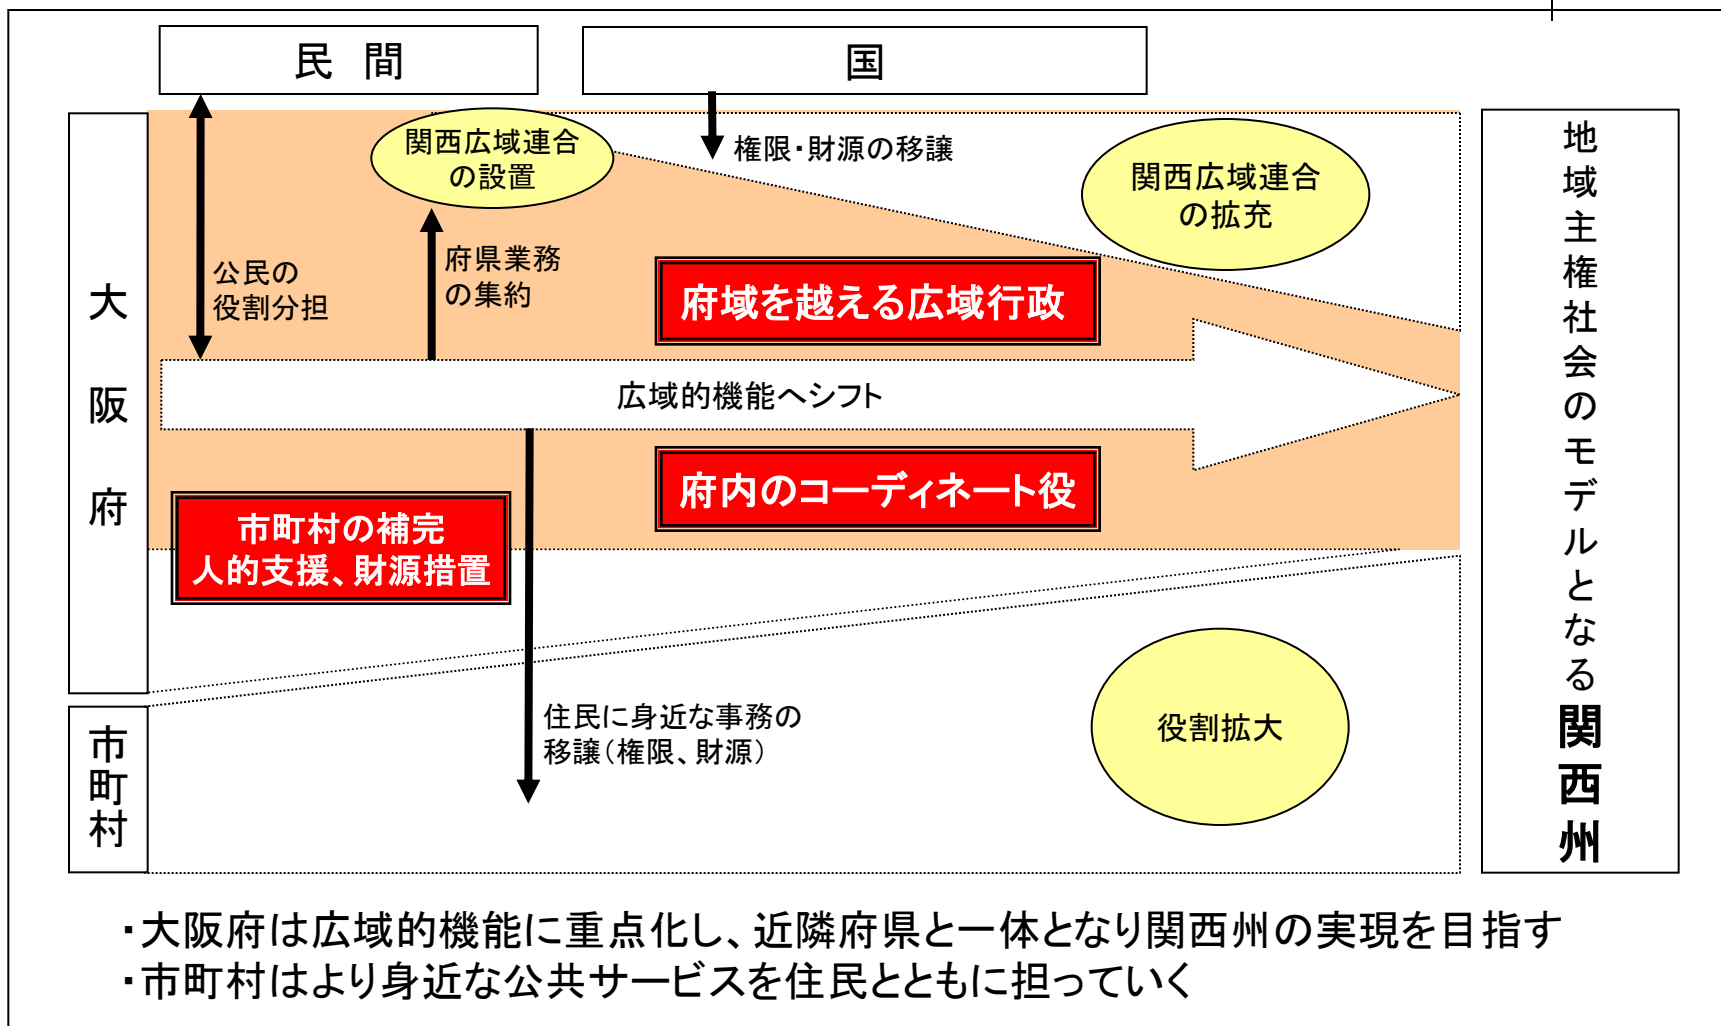 民 間
国
関西広域連合
の設置
権限・財源の移譲
関西広域連合
の拡充
公民の
役割分担
府県業務
の集約
府域を越える広域行政
大阪府
広域的機能へシフト
府内のコーディネート役
市町村の補完
人的支援、財源措置
住民に身近な事務の
移譲（権限、財源）
役割拡大
市町村
地域主権社会のモデルとなる関西州
・大阪府は広域的機能に重点化し、近隣府県と一体となり関西州の実現を目指す
・市町村はより身近な公共サービスを住民とともに担っていく